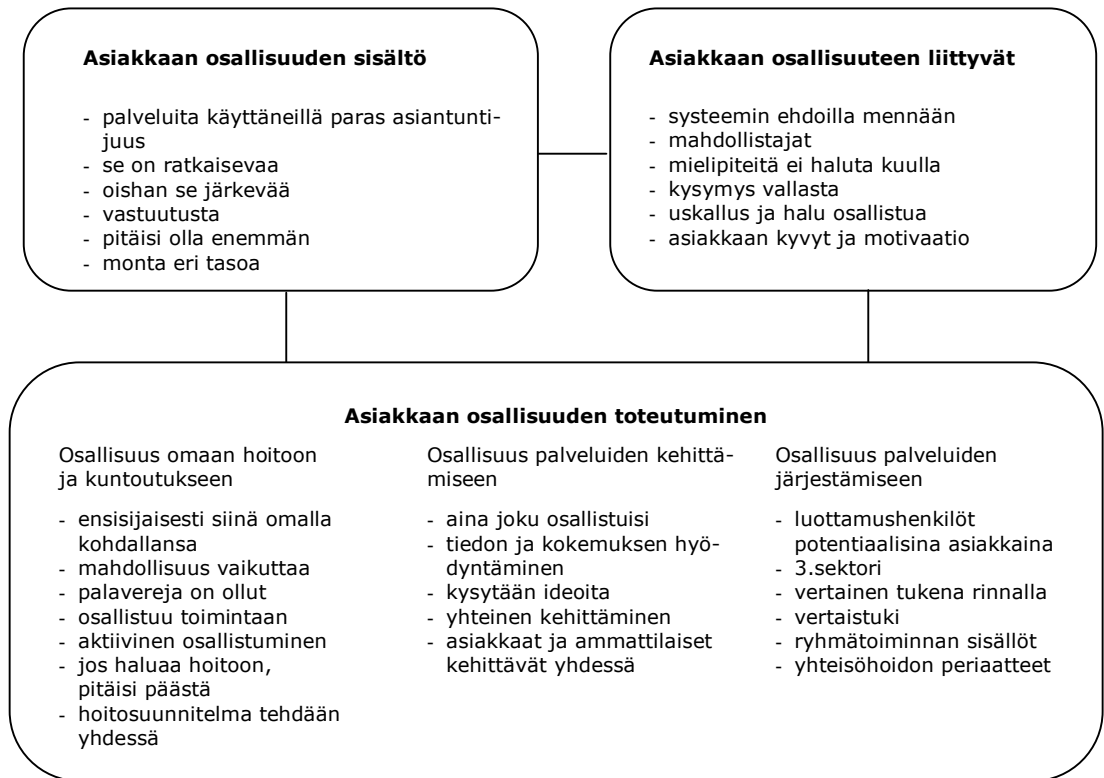 Asiakkaan osallisuuden sisältö
- palveluita käyttäneillä paras asiantunti-
juus
- se on ratkaisevaa
- oishan se järkevää
- vastuutusta
- pitäisi olla enemmän
- monta eri tasoa
Asiakkaan osallisuuteen liittyvät
- systeemin ehdoilla mennään
- mahdollistajat
- mielipiteitä ei haluta kuulla
- kysymys vallasta
- uskallus ja halu osallistua
- asiakkaan kyvyt ja motivaatio
Asiakkaan osallisuuden toteutuminen
Osallisuus omaan hoitoon
ja kuntoutukseen
- ensisijaisesti siinä omalla
kohdallansa
- mahdollisuus vaikuttaa
- palavereja on ollut
- osallistuu toimintaan
- aktiivinen osallistuminen
- jos haluaa hoitoon,
pitäisi päästä
- hoitosuunnitelma tehdään
yhdessä
Osallisuus palveluiden kehittä-
miseen
- aina joku osallistuisi
- tiedon ja kokemuksen hyö-
dyntäminen
- kysytään ideoita
- yhteinen kehittäminen
- asiakkaat ja ammattilaiset
kehittävät yhdessä
Osallisuus palveluiden
järjestämiseen
- luottamushenkilöt
potentiaalisina asiakkaina
- 3.sektori
- vertainen tukena rinnalla
- vertaistuki
- ryhmätoiminnan sisällöt
- yhteisöhoidon periaatteet